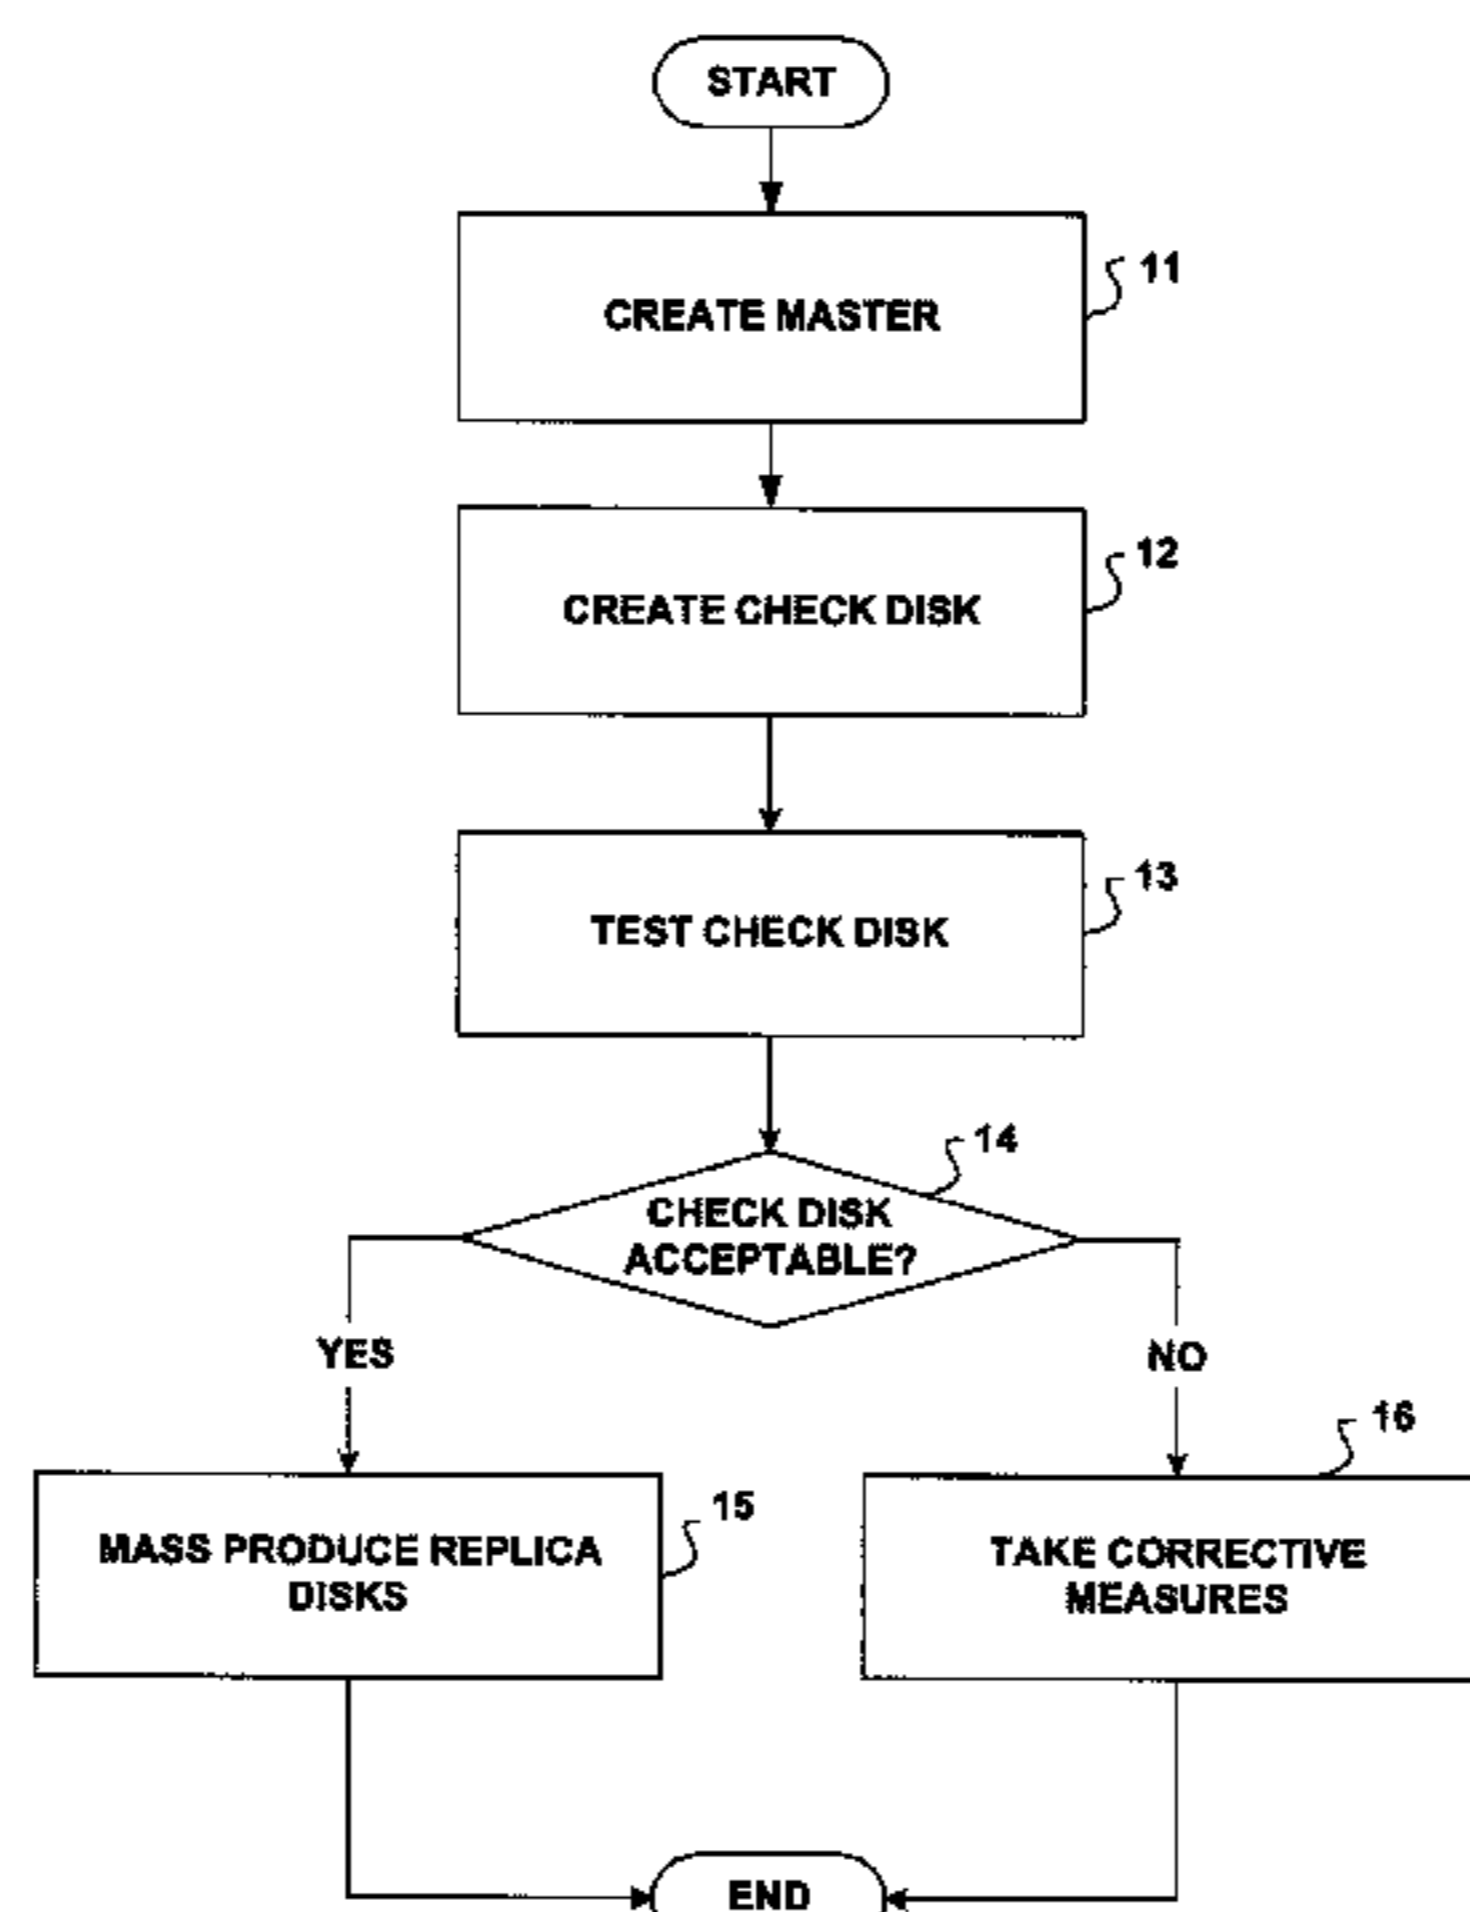 START
CREATE MASTER
11
CREATE CHECK DISK
12
TEST CHECK DISK
13
14
CHECK DISK
ACCEPTABLE?
YES
NO
MASS PRODUCE REPLICA
DISKS
15
16
TAKE CORRECTIVE
MEASURES
END